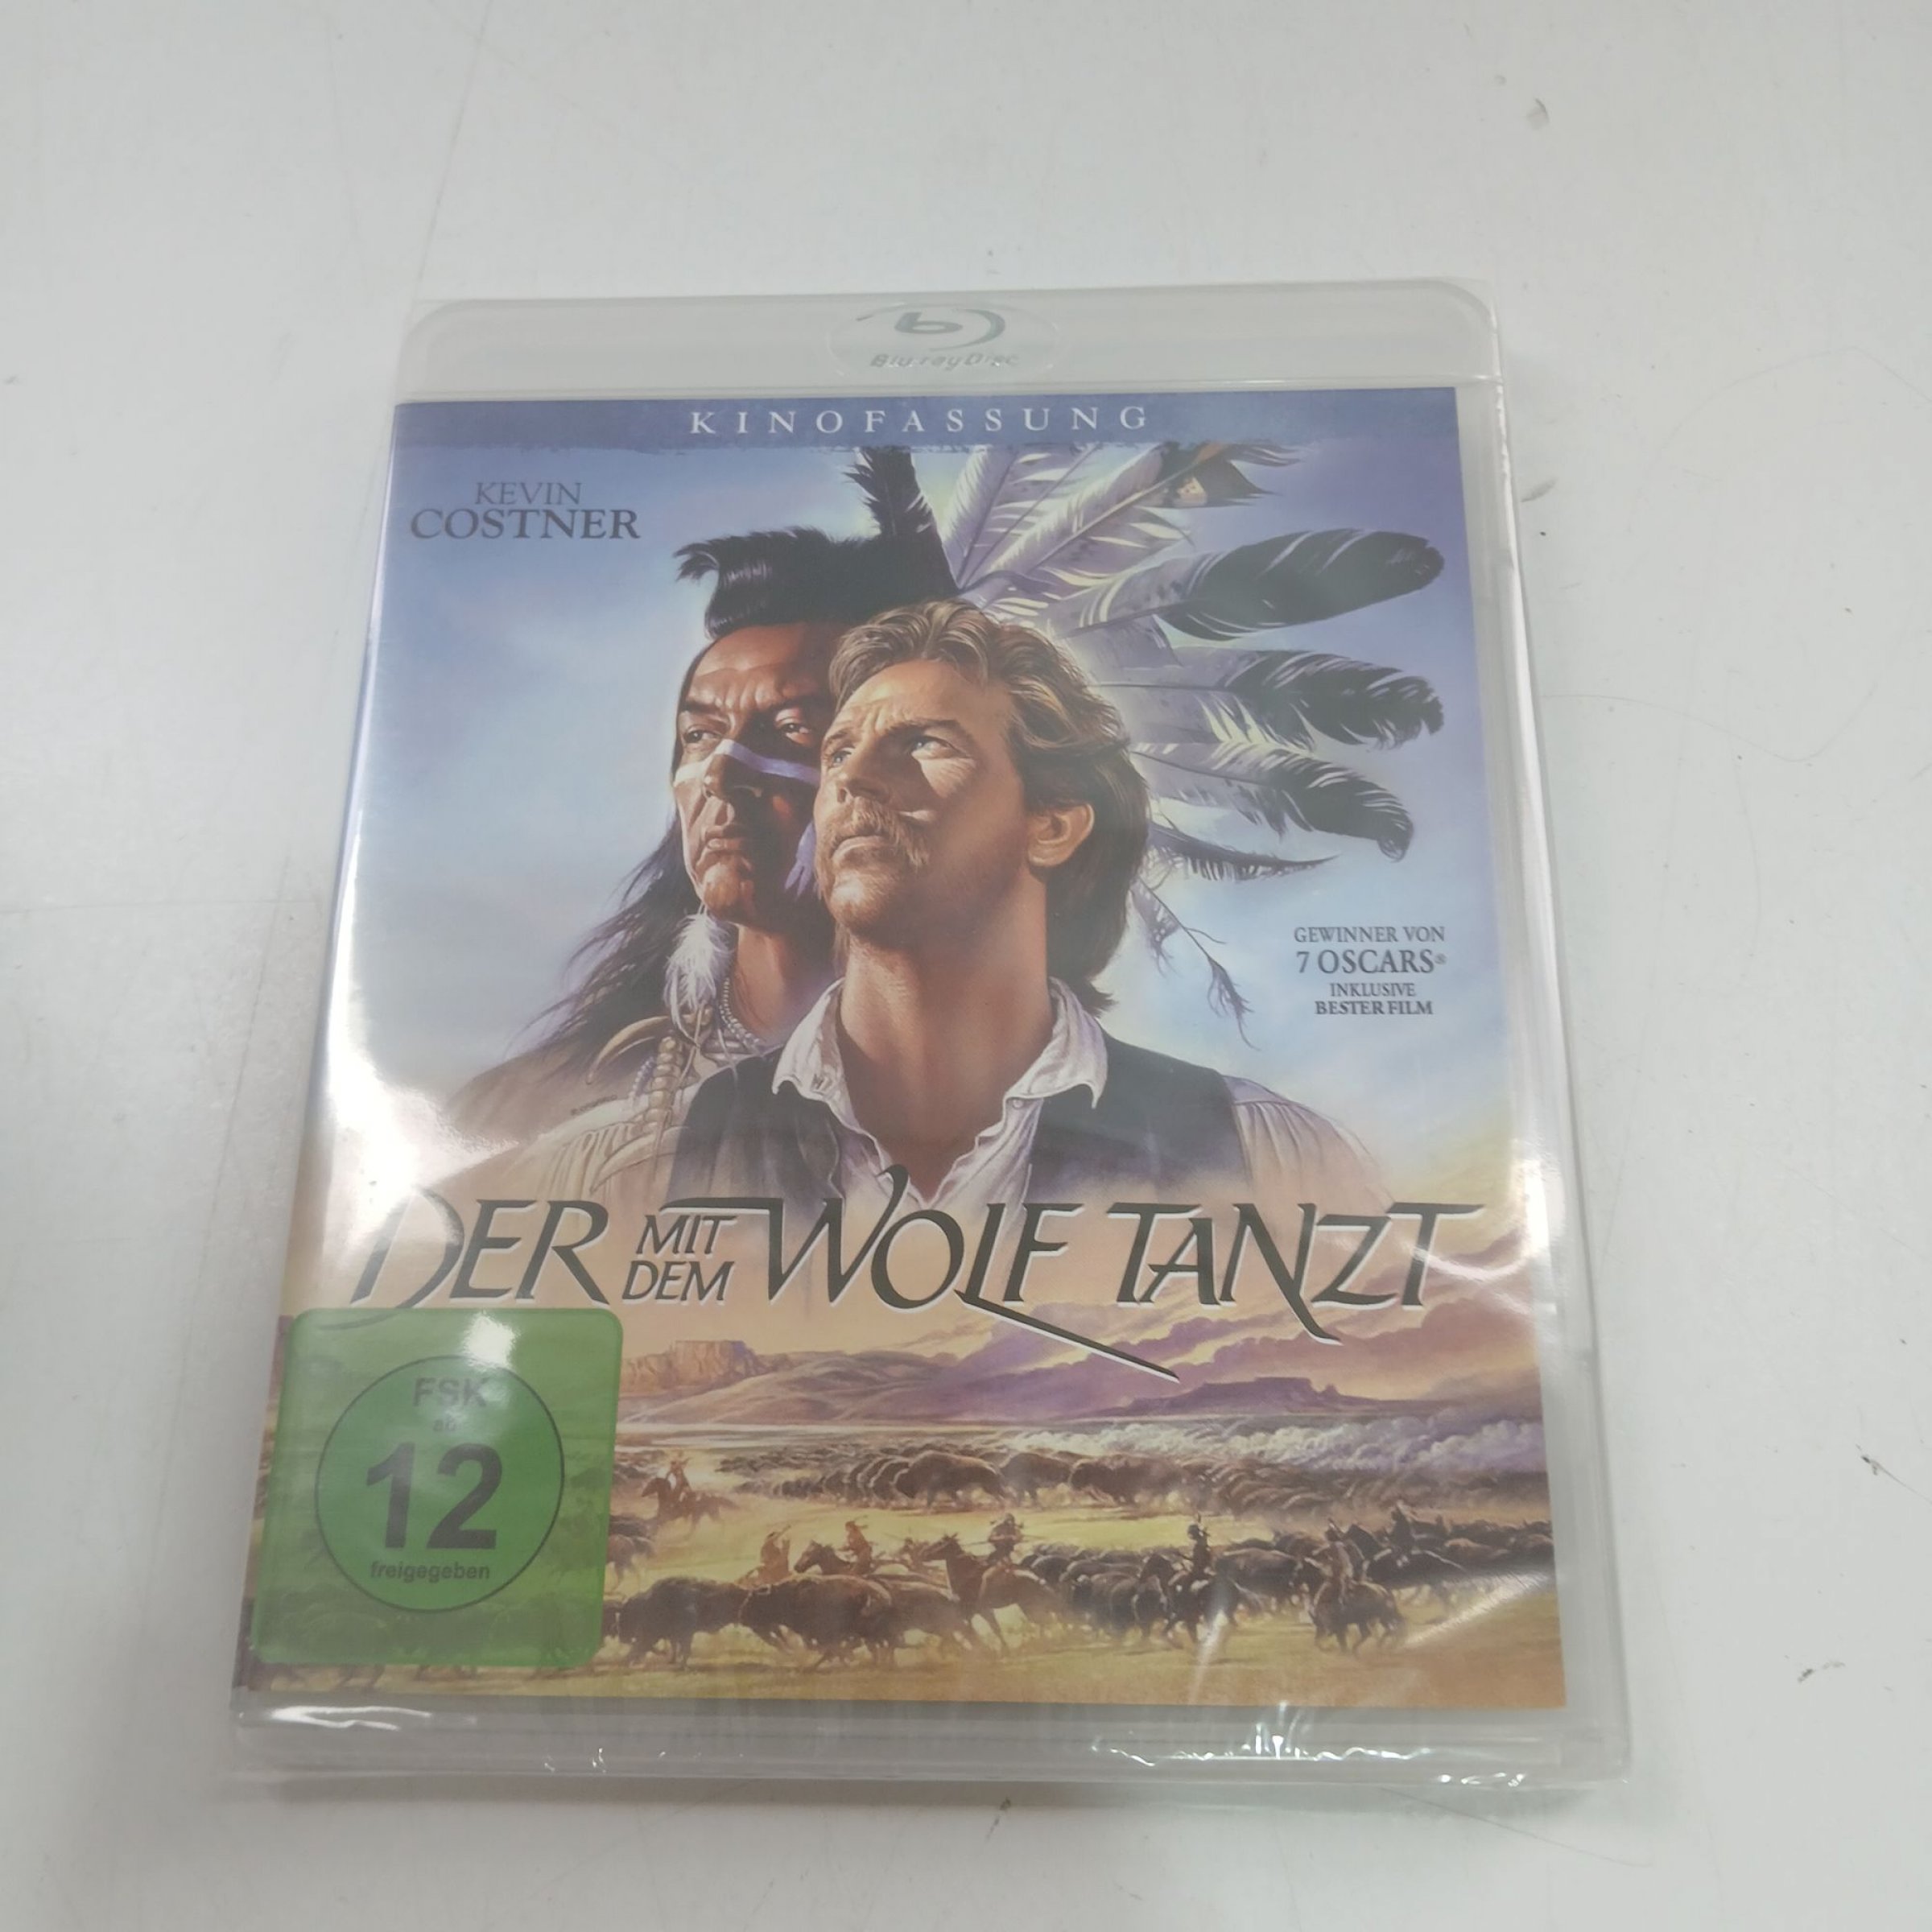 Blu-ray Disc
KINOFASSUNG
KEVIN
COSTNER
GEWINNER VON
7 OSCARS®
INKLUSIVE
BESTER FILM
DER MIT DEM WOLF TANZT
FSK
ab
12
freigegeben